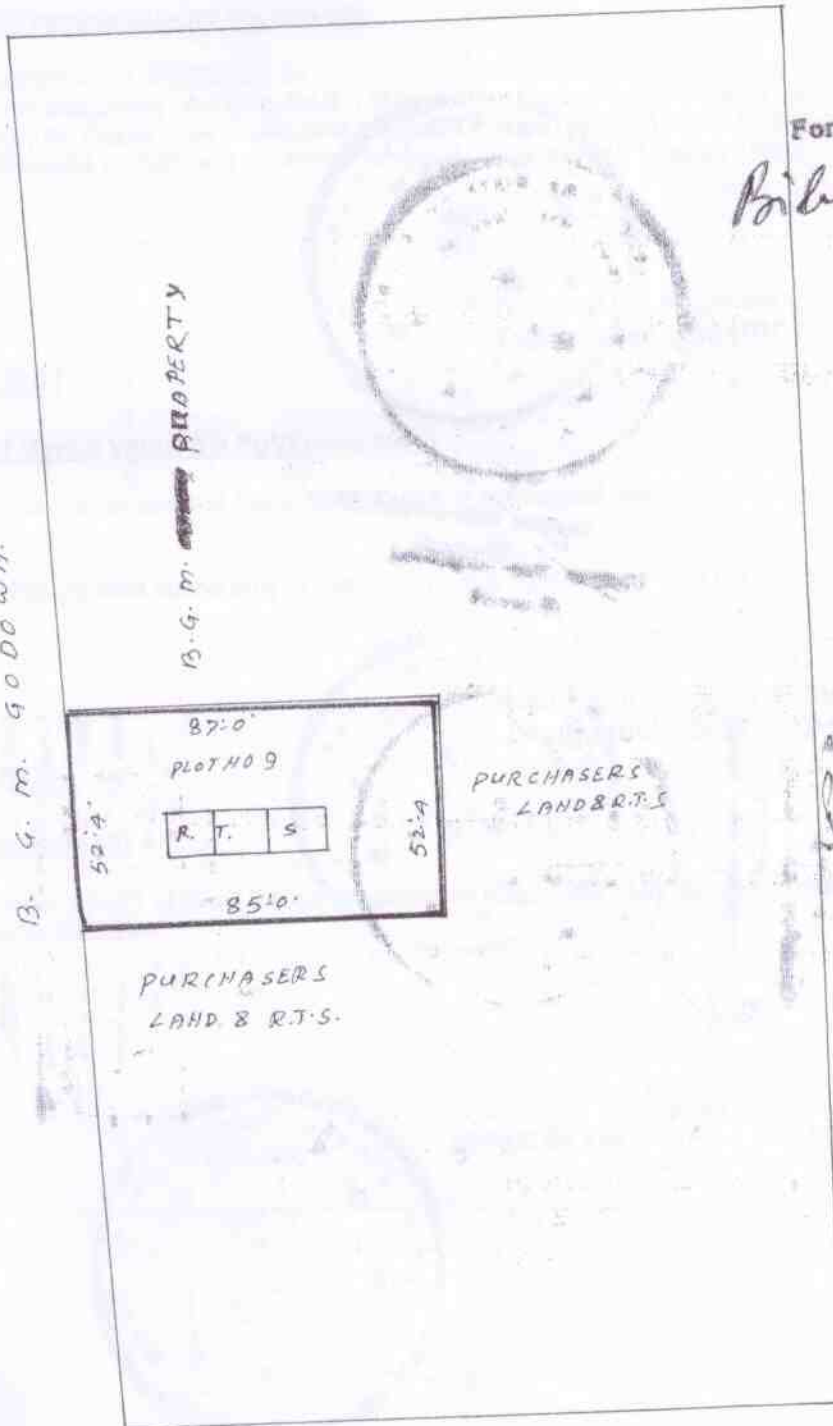 For
B. G. M. GODOWN.
B. G. M. PROPERTY
87'.0"
PLOT NO 9
52'.4"
R. T. S.
52'.4
85'.0"
PURCHASERS
LAND & R.T.S
PURCHASERS
LAND. & R.T.S.